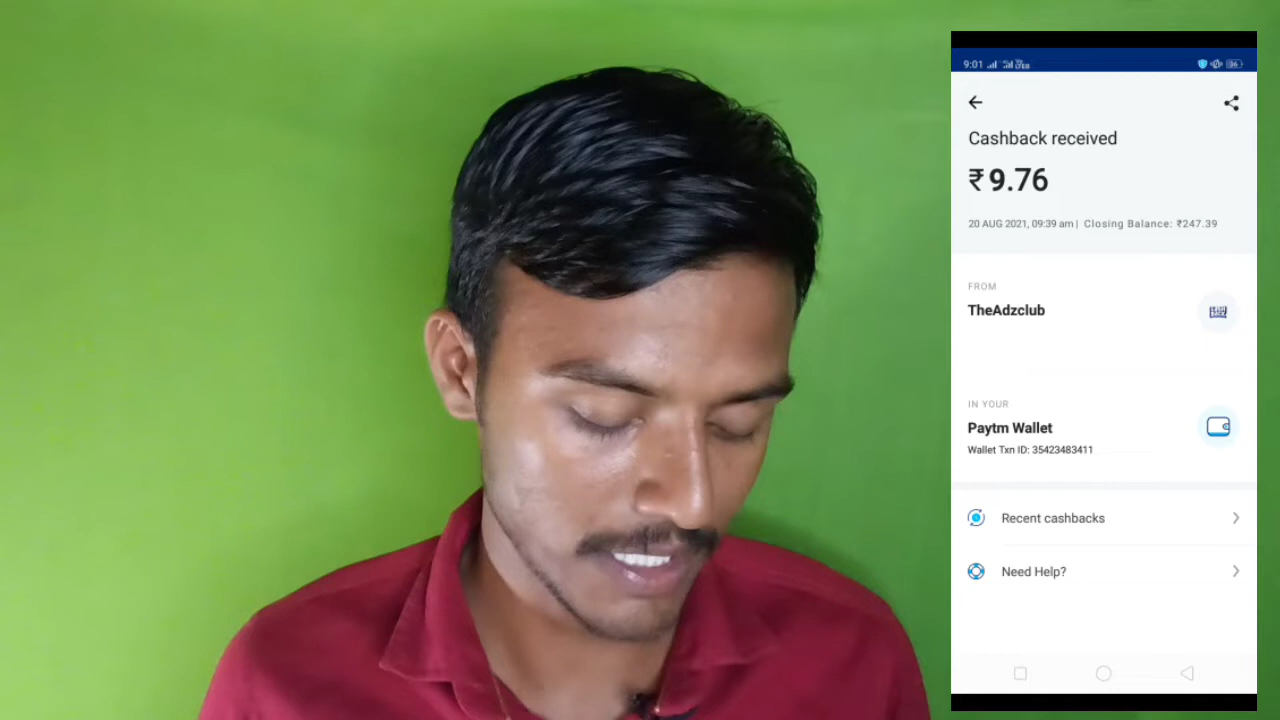 9:01
Cashback received
₹9.76
20 AUG 2021, 09:39 am | Closing Balance: ₹247.39
FROM
TheAdzclub
IN YOUR
Paytm Wallet
Wallet Txn ID: 35423483411
Recent cashbacks
Need Help?